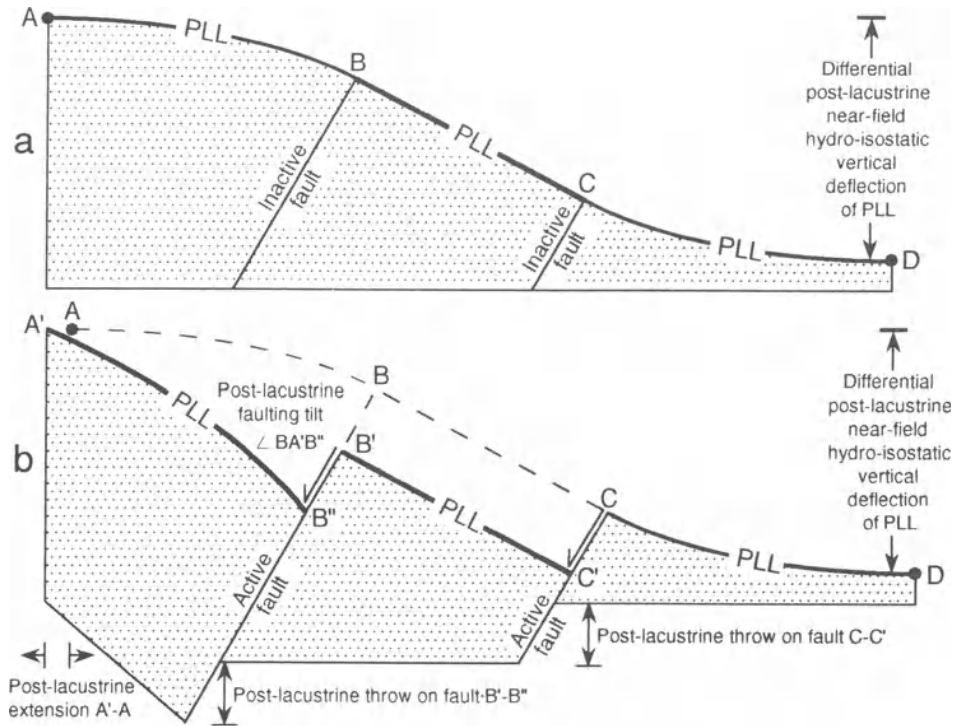 A
PLL
B
PLL
C
PLL
D
a
Inactive
fault
Inactive
fault
Differential
post-lacustrine
near-field
hydro-isostatic
vertical
deflection
of PLL
A'
A
B
Post-lacustrine
faulting tilt
∠ BA'B"
B'
PLL
b
B"
PLL
C
C'
PLL
D
Active
fault
Active
fault
Differential
post-lacustrine
near-field
hydro-isostatic
vertical
deflection
of PLL
Post-lacustrine throw on fault C-C'
Post-lacustrine
extension A'-A
Post-lacustrine throw on fault B'-B"